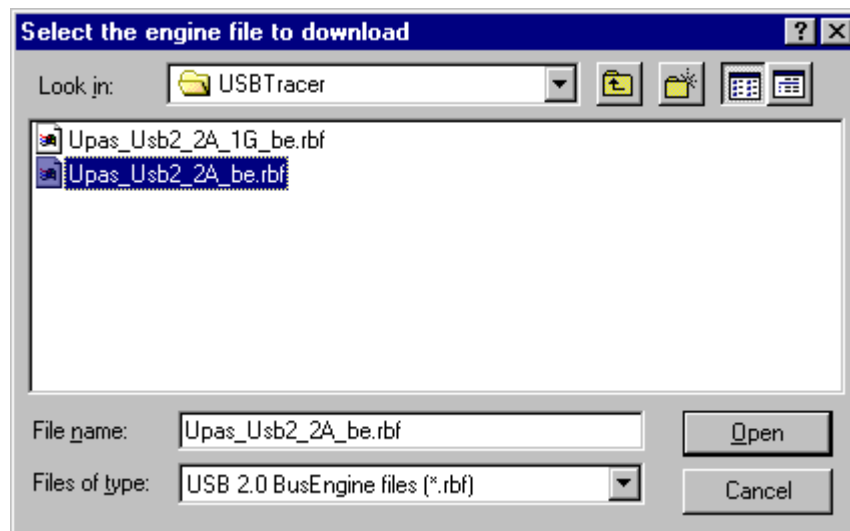 Select the engine file to download
Look in: USBTracer
Upas_Usb2_2A_1G_be.rbf
Upas_Usb2_2A_be.rbf
File name: Upas_Usb2_2A_be.rbf Open
Files of type: USB 2.0 BusEngine files (*.rbf) Cancel